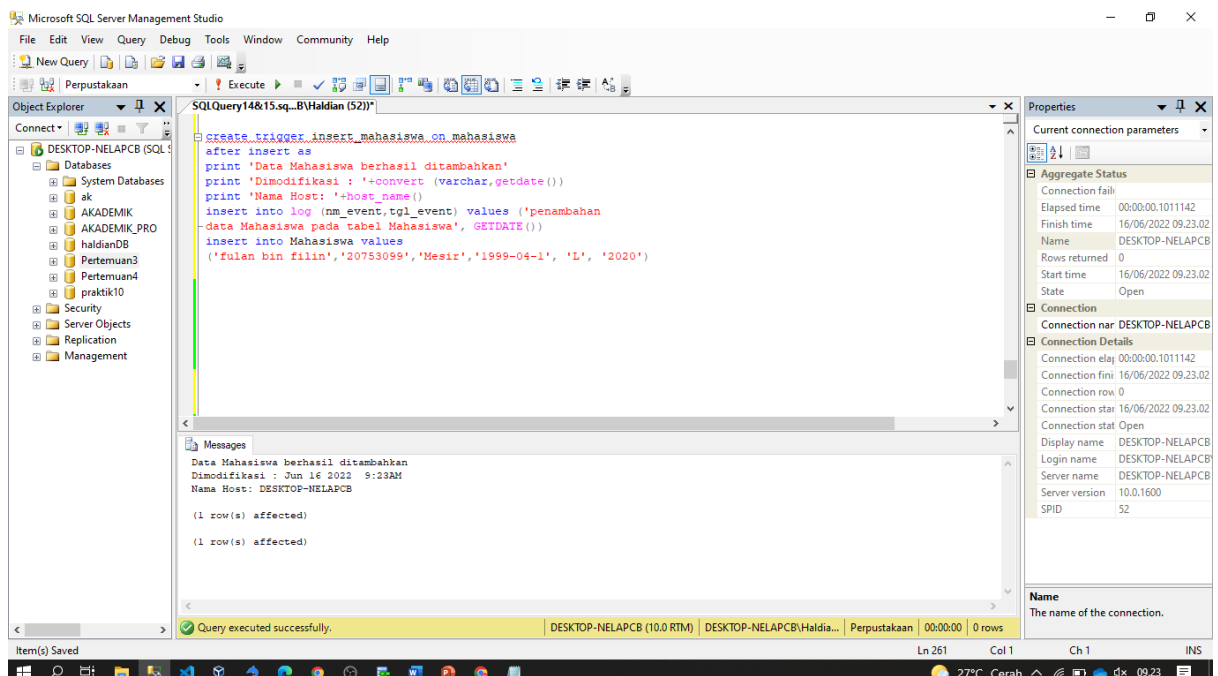 Microsoft SQL Server Management Studio
File Edit View Query Debug Tools Window Community Help
New Query
Perpustakaan Execute
Object Explorer
Connect
DESKTOP-NELAPCB (SQL S
Databases
System Databases
ak
AKADEMIK
AKADEMIK_PRO
haldianDB
Pertemuan3
Pertemuan4
praktik10
Security
Server Objects
Replication
Management
SQLQuery14&15.sq...B\Haldian (52))*
create trigger insert_mahasiswa on mahasiswa
after insert as
print 'Data Mahasiswa berhasil ditambahkan'
print 'Dimodifikasi : '+convert (varchar,getdate())
print 'Nama Host: '+host_name()
insert into log (nm_event,tgl_event) values ('penambahan
data Mahasiswa pada tabel Mahasiswa', GETDATE())
insert into Mahasiswa values
('fulan bin filin','20753099','Mesir','1999-04-1', 'L', '2020')
Messages
Data Mahasiswa berhasil ditambahkan
Dimodifikasi : Jun 16 2022 9:23AM
Nama Host: DESKTOP-NELAPCB
(1 row(s) affected)
(1 row(s) affected)
Query executed successfully. DESKTOP-NELAPCB (10.0 RTM) DESKTOP-NELAPCB\Haldia... Perpustakaan 00:00:00 0 rows
Properties
Current connection parameters
Aggregate Status
Connection failu
Elapsed time 00:00:00.1011142
Finish time 16/06/2022 09.23.02
Name DESKTOP-NELAPCB
Rows returned 0
Start time 16/06/2022 09.23.02
State Open
Connection
Connection nar DESKTOP-NELAPCB
Connection Details
Connection elap 00:00:00.1011142
Connection fini 16/06/2022 09.23.02
Connection row 0
Connection star 16/06/2022 09.23.02
Connection stat Open
Display name DESKTOP-NELAPCB
Login name DESKTOP-NELAPCB\
Server name DESKTOP-NELAPCB
Server version 10.0.1600
SPID 52
Name
The name of the connection.
Item(s) Saved Ln 261 Col 1 Ch 1 INS
27°C Cerah 09.23